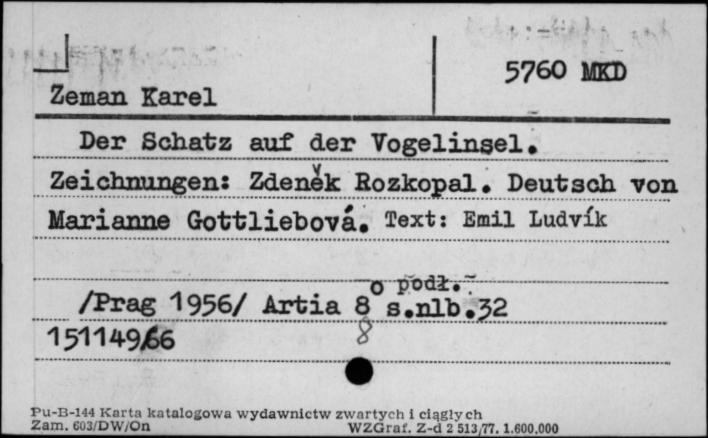 5760 MKD
Zeman Karel
Der Schatz auf der Vogelinsel.
Zeichnungen: Zdeněk Rozkopal. Deutsch von
Marianne Gottliebová. Text: Emil Ludvík
/Prag 1956/ Artia 8° podł. s.nlb.32
151149/66
8
Pu-B-144 Karta katalogowa wydawnictw zwartych i ciągłych
Zam. 603/DW/On WZGraf. Z-d 2 513/77. 1.600.000